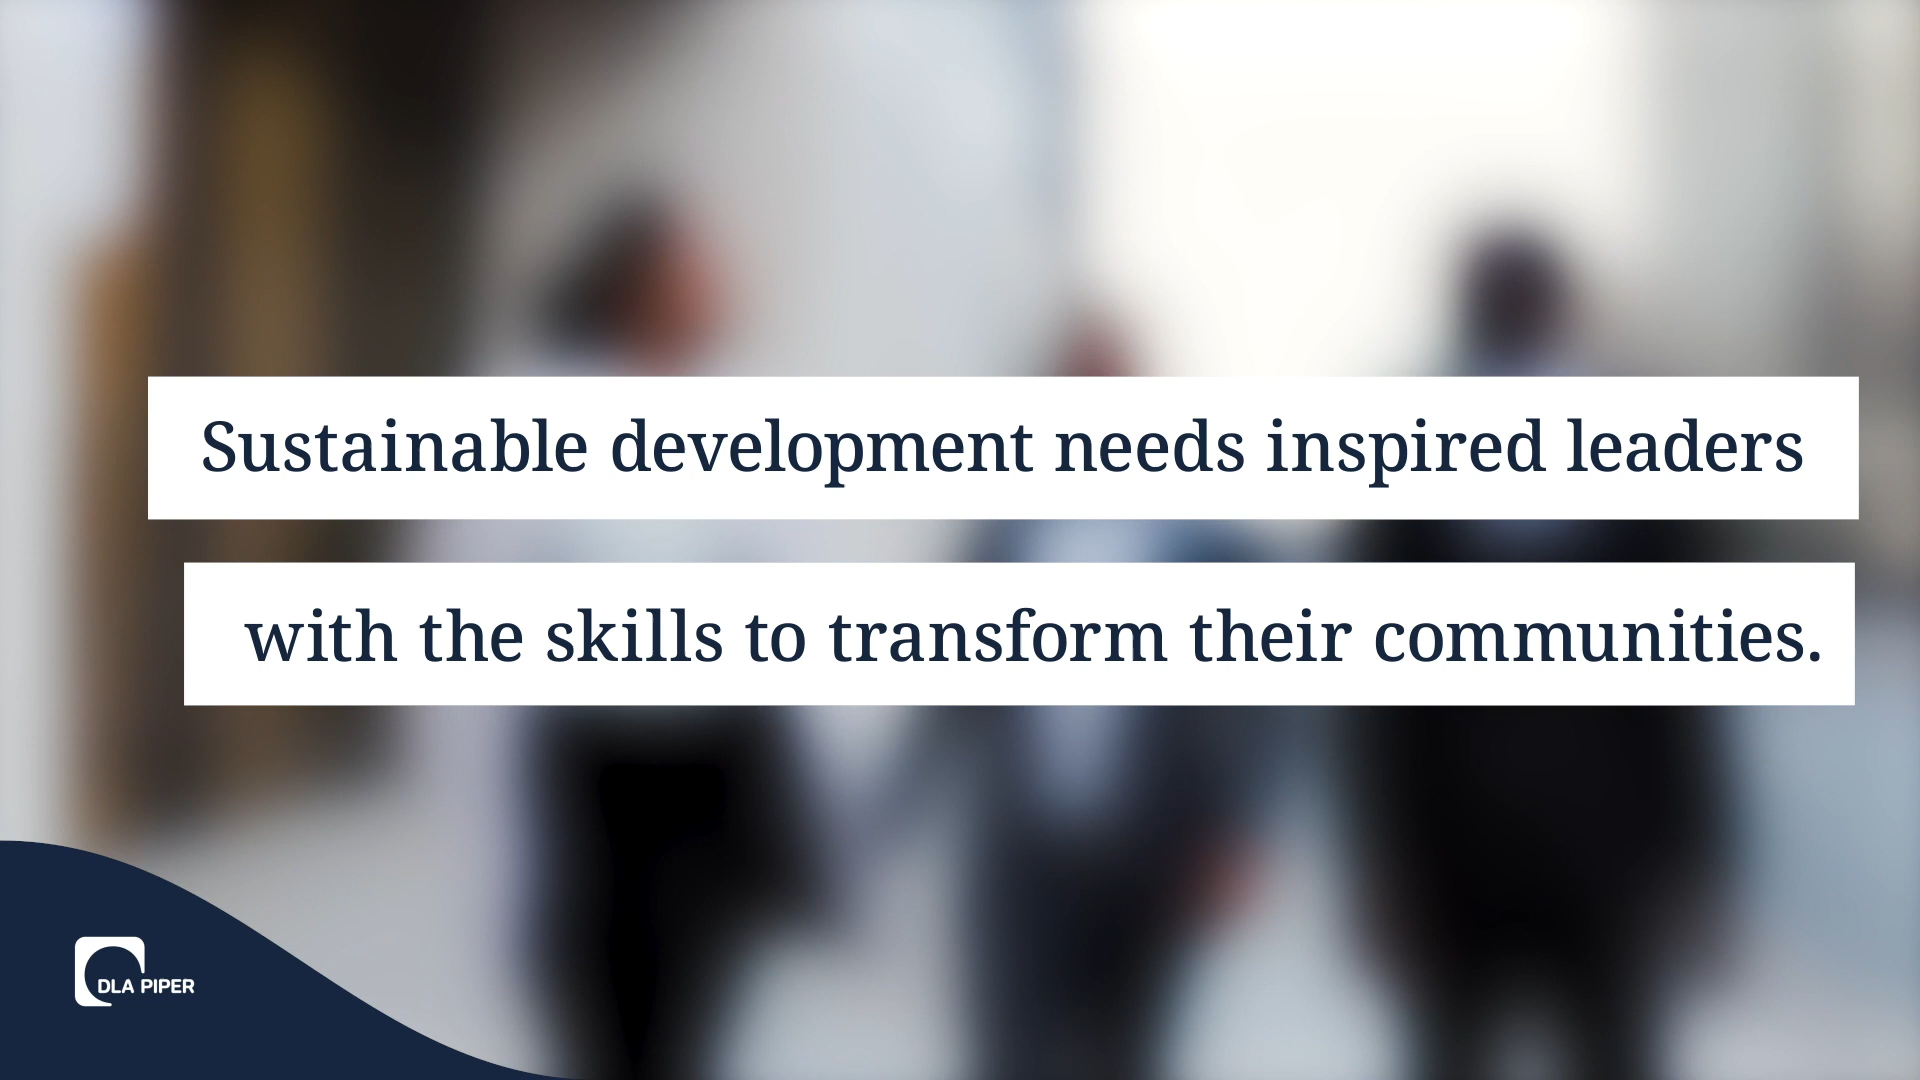 Sustainable development needs inspired leaders
with the skills to transform their communities.
DLA PIPER